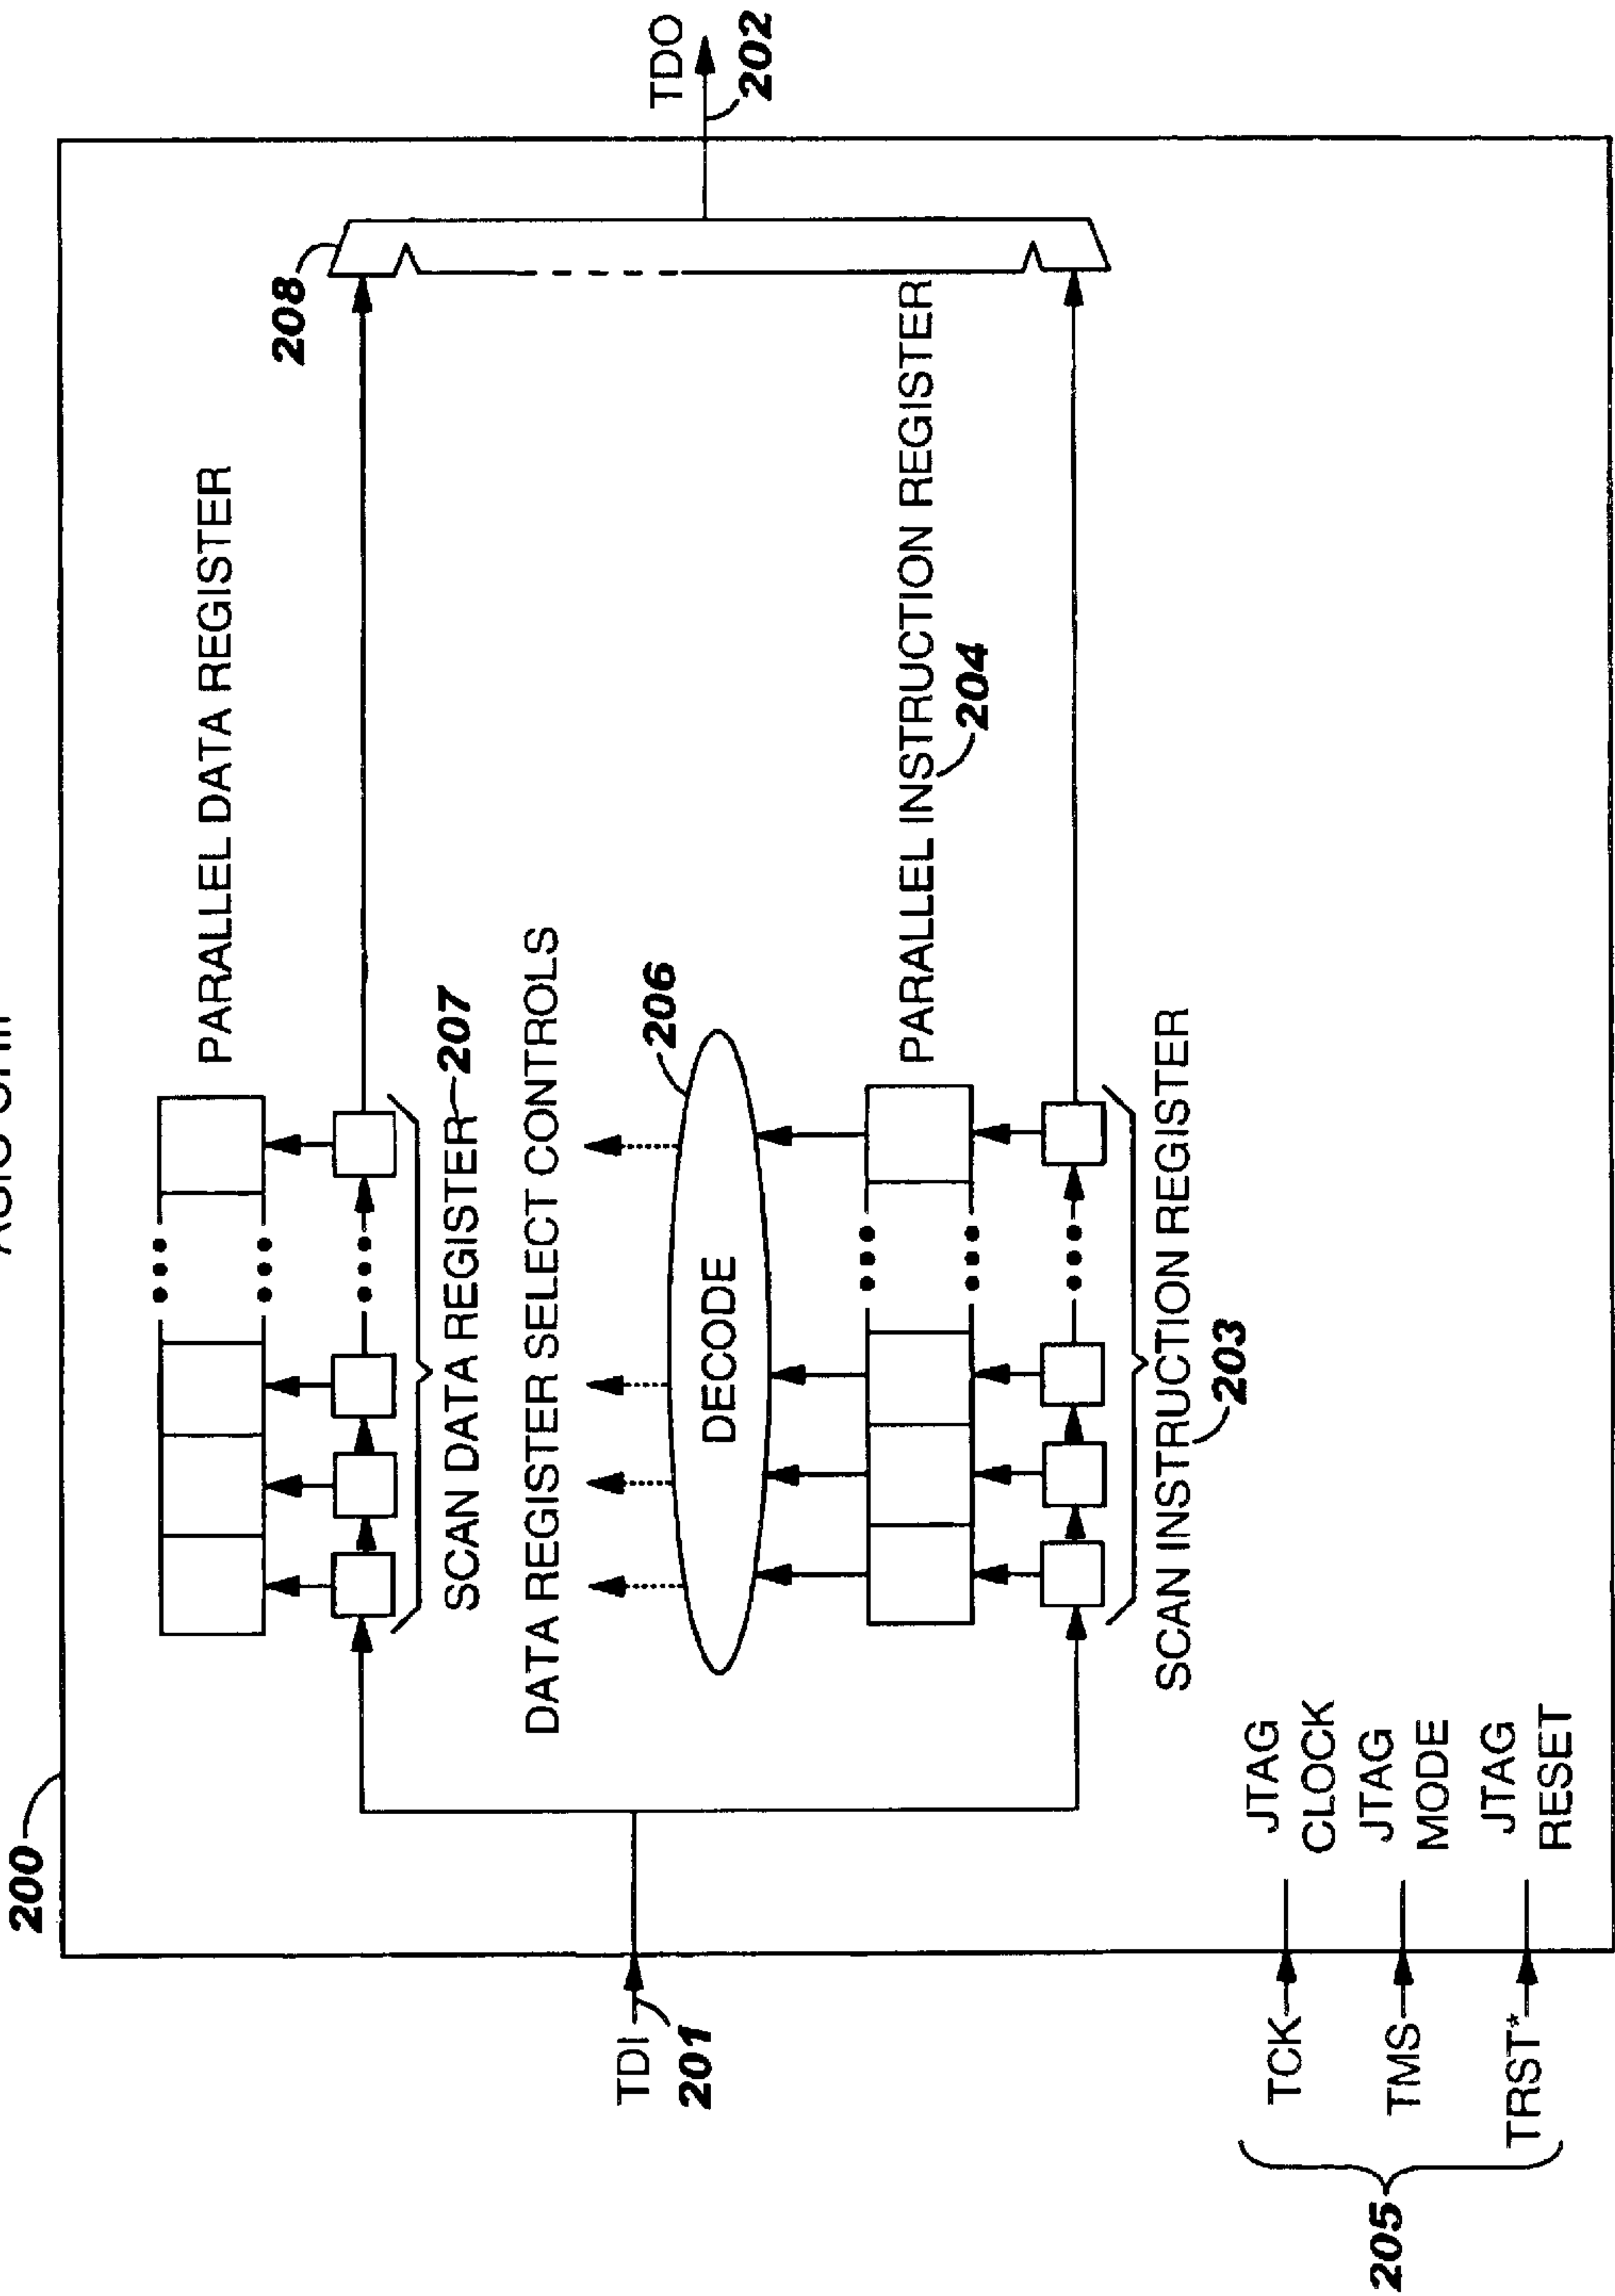 ASIC CHIP
200
PARALLEL DATA REGISTER
208
SCAN DATA REGISTER 207
DATA REGISTER SELECT CONTROLS
206
DECODE
TDI
201
TDO
202
PARALLEL INSTRUCTION REGISTER
204
SCAN INSTRUCTION REGISTER
203
TCK
JTAG
CLOCK
TMS
JTAG
MODE
TRST*
JTAG
RESET
205